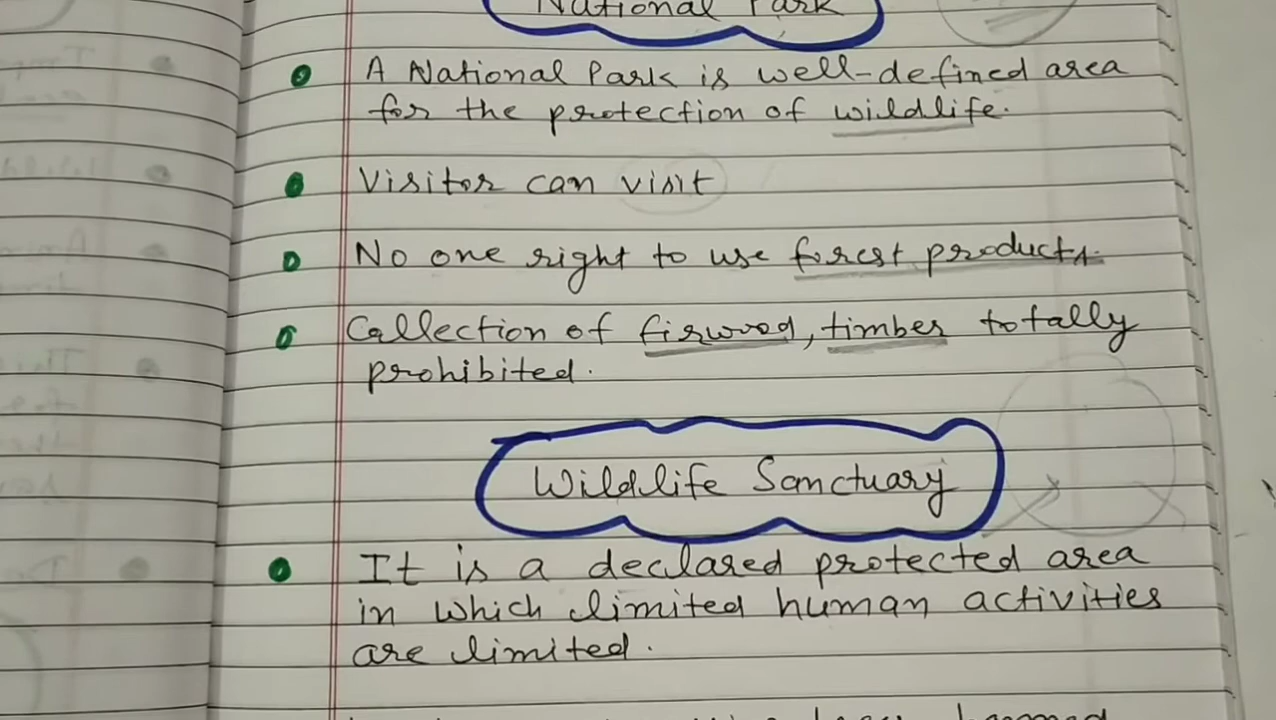 National Park
A National Park is well-defined area
for the protection of wildlife.
Visitor can visit
No one right to use forest products.
Collection of firwood, timber totally
prohibited.
Wildlife Sanctuary
It is a declared protected area
in which limited human activities
are limited.